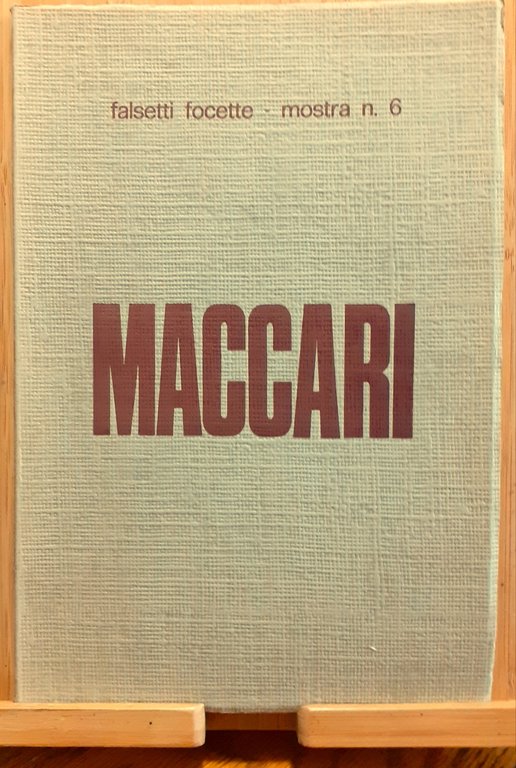 falsetti focette - mostra n. 6
MACCARI